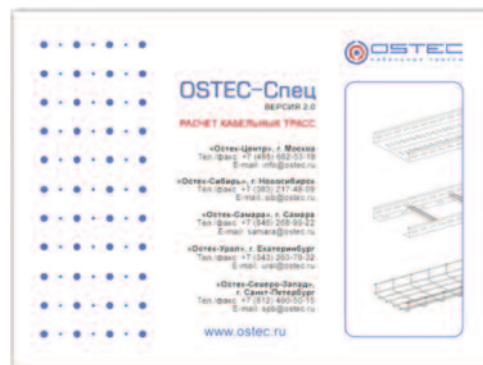 OSTEC
кабельные трассы
OSTEC-Спец
ВЕРСИЯ 2.0
РАСЧЕТ КАБЕЛЬНЫХ ТРАСС
«Остек-Центр», г. Москва
Тел./факс: +7 (495) 662-53-18
E-mail: info@ostec.ru
«Остек-Сибирь», г. Новосибирск
Тел./факс: +7 (383) 217-48-09
E-mail: sib@ostec.ru
«Остек-Самара», г. Самара
Тел./факс: +7 (846) 268-99-22
E-mail: samara@ostec.ru
«Остек-Урал», г. Екатеринбург
Тел./факс: +7 (343) 263-79-32
E-mail: ural@ostec.ru
«Остек-Северо-Запад»,
г. Санкт-Петербург
Тел./факс: +7 (812) 490-50-15
E-mail: spb@ostec.ru
www.ostec.ru